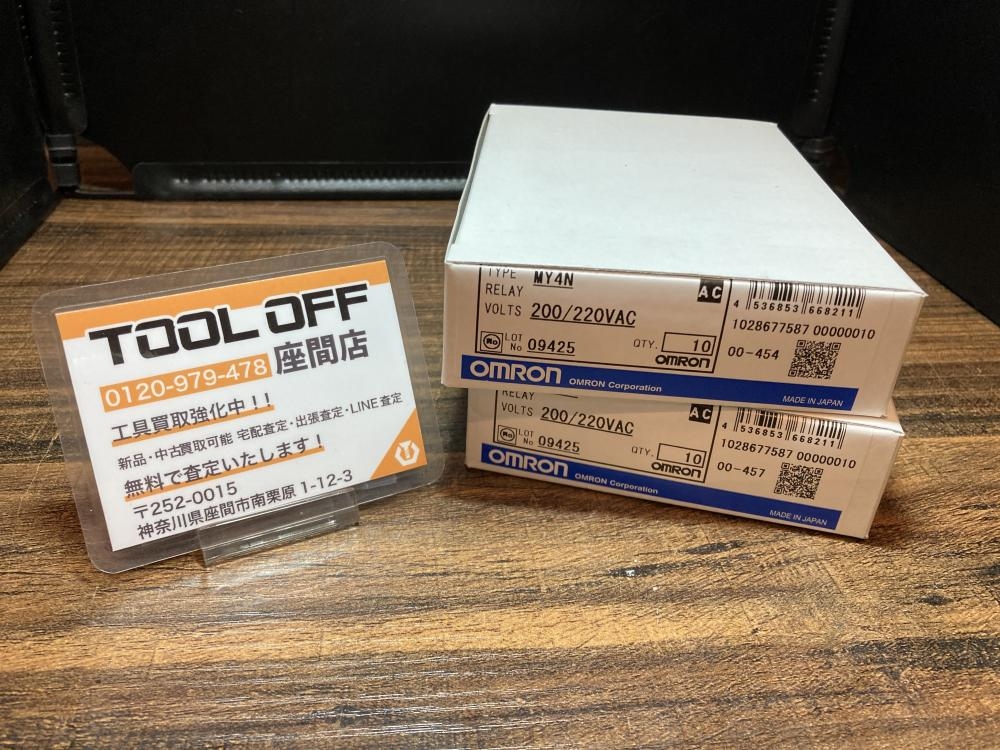 TOOL OFF
0120-979-478 座間店
工具買取強化中!!
新品・中古買取可能 宅配査定・出張査定・LINE査定
無料で査定いたします!
〒252-0015
神奈川県座間市南栗原1-12-3
TYPE MY4N
RELAY
VOLTS 200/220VAC
AC
LOT No 09425
QTY. 10
OMRON
4 536853 668211
1028677587 00000010
00-454
OMRON OMRON Corporation
MADE IN JAPAN
RELAY
VOLTS 200/220VAC
AC
LOT No 09425
QTY. 10
OMRON
4 536853 668211
1028677587 00000010
00-457
OMRON OMRON Corporation
MADE IN JAPAN